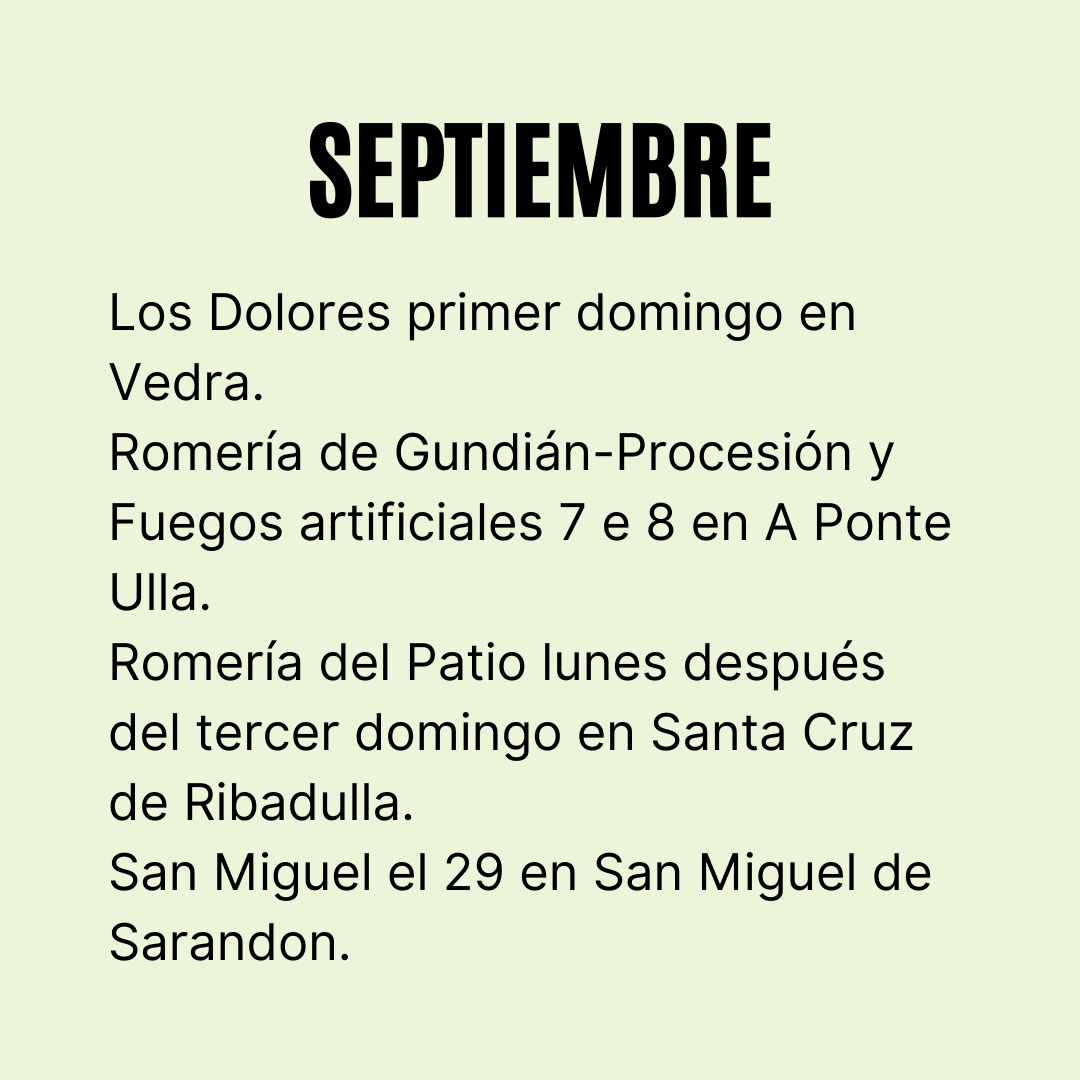 SEPTIEMBRE
Los Dolores primer domingo en
Vedra.
Romería de Gundián-Procesión y
Fuegos artificiales 7 e 8 en A Ponte
Ulla.
Romería del Patio lunes después
del tercer domingo en Santa Cruz
de Ribadulla.
San Miguel el 29 en San Miguel de
Sarandon.